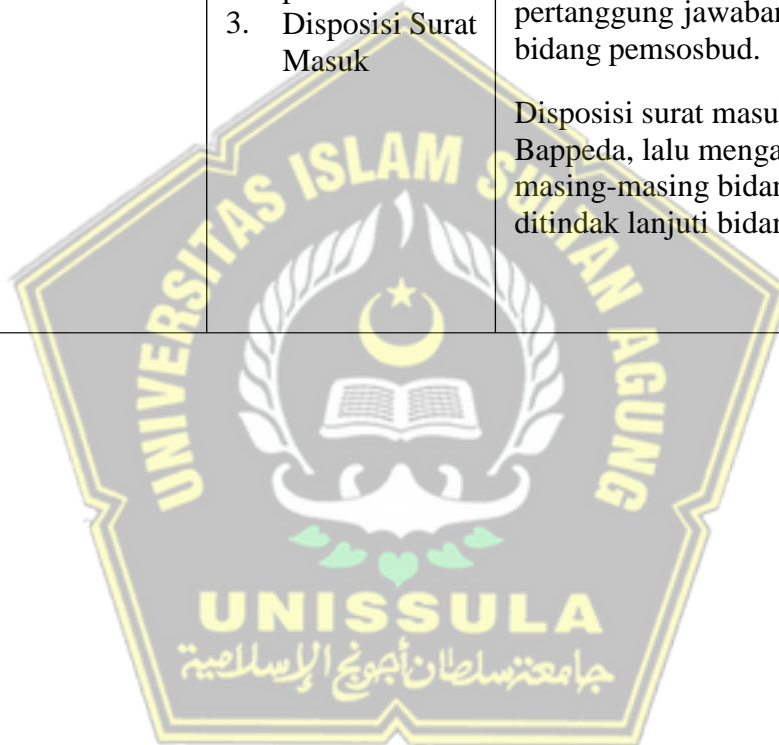 3. Disposisi Surat
Masuk
pertanggung jawaban
bidang pemsosbud.
Disposisi surat masu
Bappeda, lalu menga
masing-masing bidan
ditindak lanjuti bidan
UNIVERSITAS ISLAM SULTAN AGUNG
UNISSULA
جامعة سلطان أجونج الإسلامية